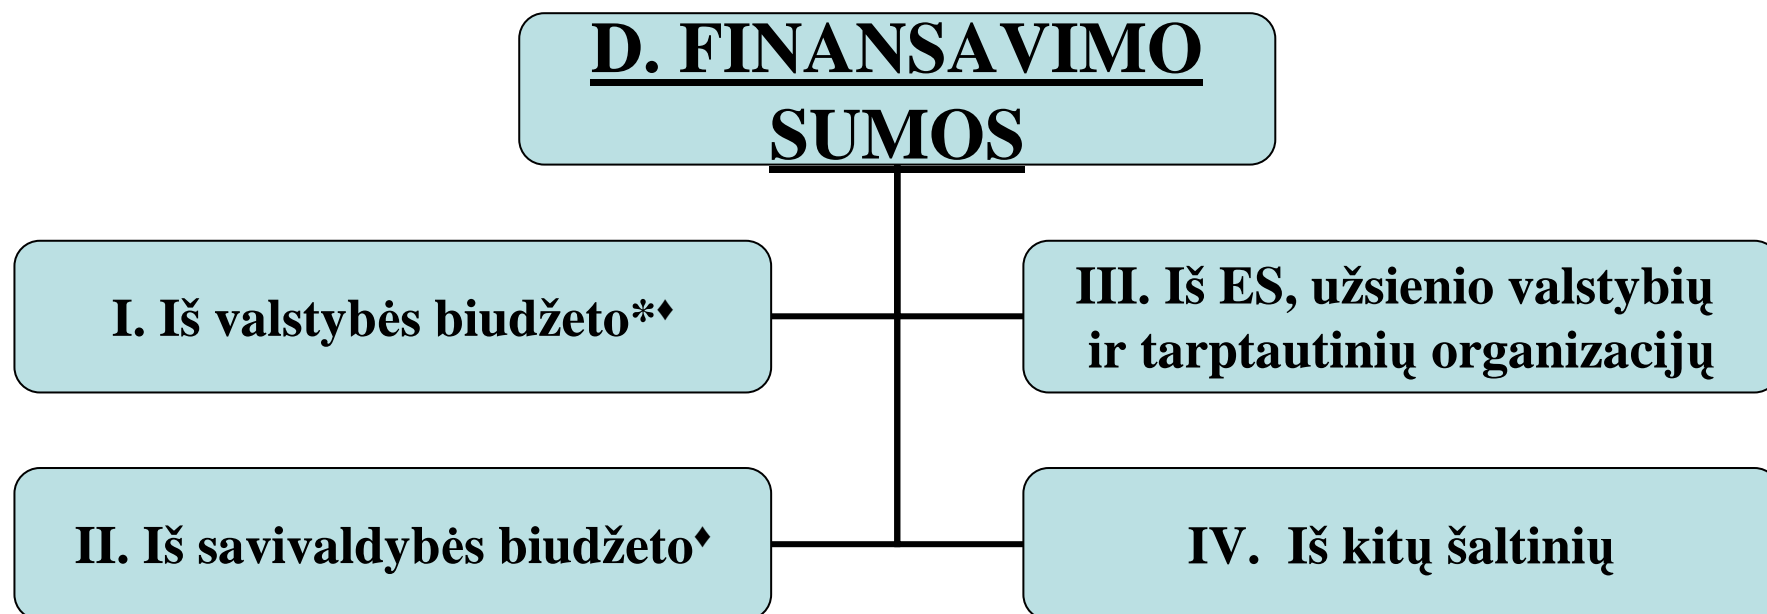 D. FINANSAVIMO
SUMOS
I. Iš valstybės biudžeto*♦
III. Iš ES, užsienio valstybių
ir tarptautinių organizacijų
II. Iš savivaldybės biudžeto♦
IV. Iš kitų šaltinių